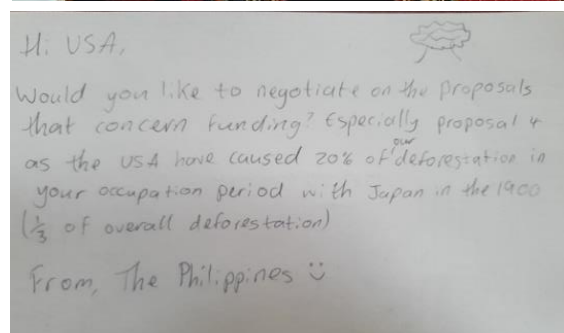 Hi USA,
Would you like to negotiate on the proposals
that concern funding? Especially proposal 4
as the USA have caused 20% of our deforestation in
your occupation period with Japan in the 1900
(1/3 of overall deforestation)
From, The Philippines ü